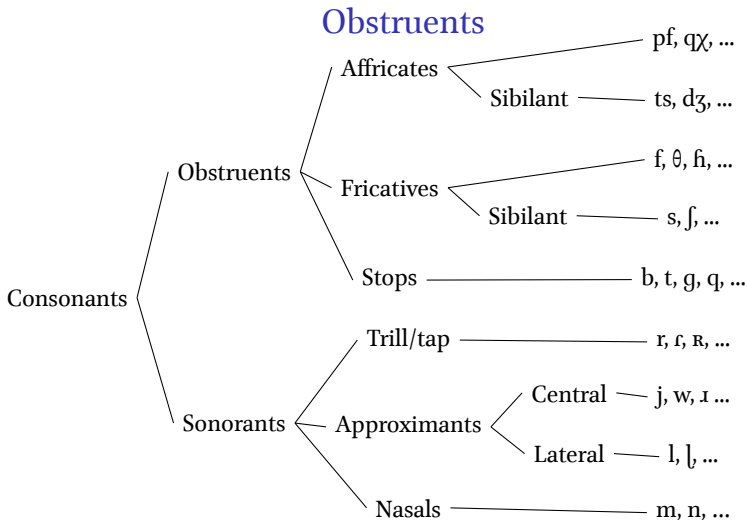 Obstruents
pf, qχ, ...
Affricates
Sibilant
ts, dʒ, ...
f, θ, ɦ, ...
Obstruents
Fricatives
Sibilant
s, ʃ, ...
Stops
b, t, ɡ, q, ...
Consonants
Trill/tap
r, ɾ, ʀ, ...
Central
j, w, ɹ ...
Sonorants
Approximants
Lateral
l, ɭ, ...
Nasals
m, n, ...